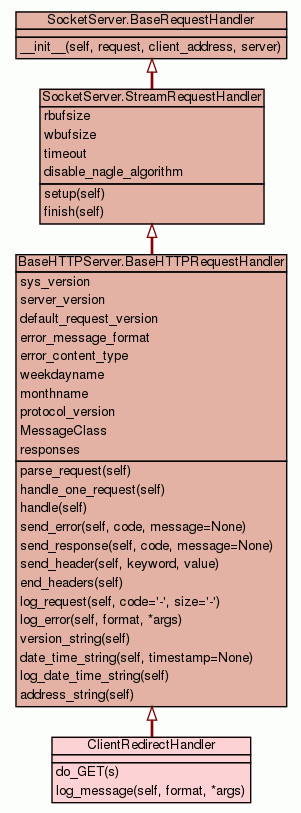 SocketServer.BaseRequestHandler
__init__(self, request, client_address, server)
SocketServer.StreamRequestHandler
rbufsize
wbufsize
timeout
disable_nagle_algorithm
setup(self)
finish(self)
BaseHTTPServer.BaseHTTPRequestHandler
sys_version
server_version
default_request_version
error_message_format
error_content_type
weekdayname
monthname
protocol_version
MessageClass
responses
parse_request(self)
handle_one_request(self)
handle(self)
send_error(self, code, message=None)
send_response(self, code, message=None)
send_header(self, keyword, value)
end_headers(self)
log_request(self, code='-', size='-')
log_error(self, format, *args)
version_string(self)
date_time_string(self, timestamp=None)
log_date_time_string(self)
address_string(self)
ClientRedirectHandler
do_GET(s)
log_message(self, format, *args)